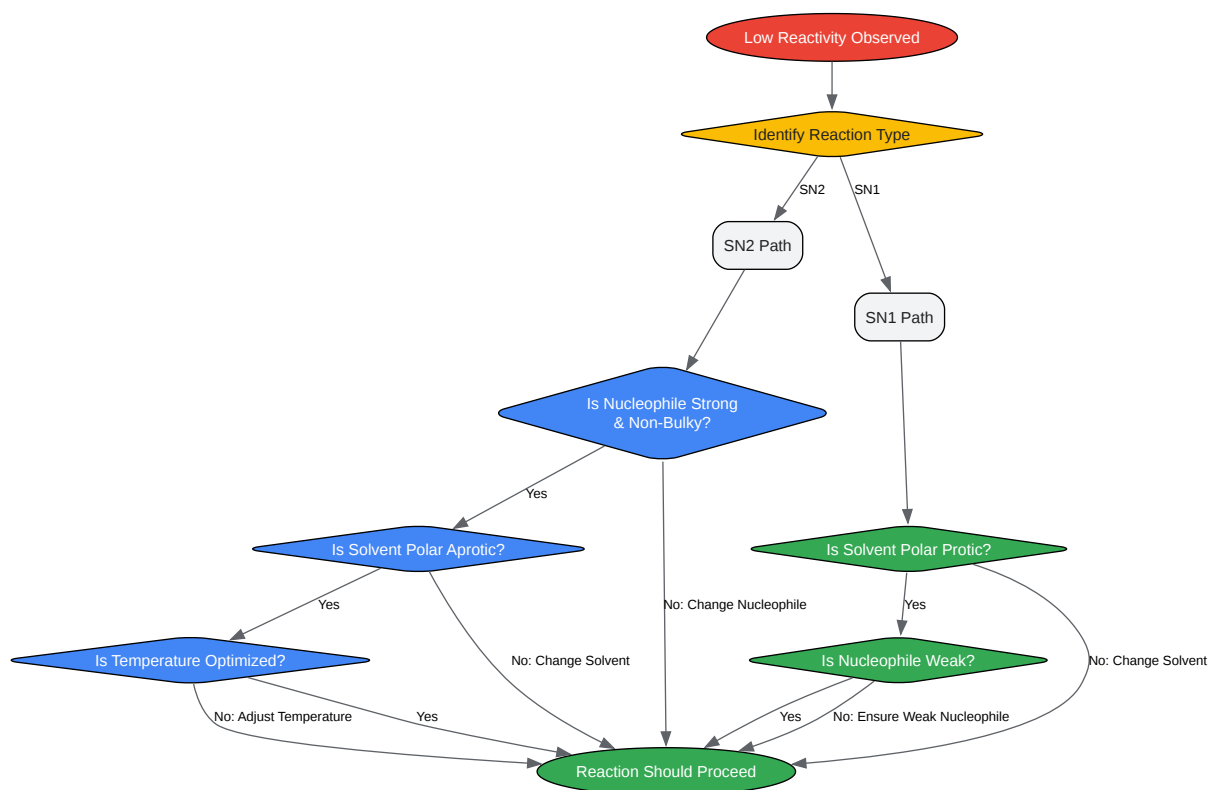 Low Reactivity Observed
Identify Reaction Type
SN2
SN1
SN2 Path
SN1 Path
Is Nucleophile Strong
& Non-Bulky?
Yes
Is Solvent Polar Aprotic?
Is Solvent Polar Protic?
Yes
No: Change Nucleophile
Yes
Is Temperature Optimized?
No: Change Solvent
Is Nucleophile Weak?
No: Change Solvent
No: Adjust Temperature
Yes
Yes
No: Ensure Weak Nucleophile
Reaction Should Proceed